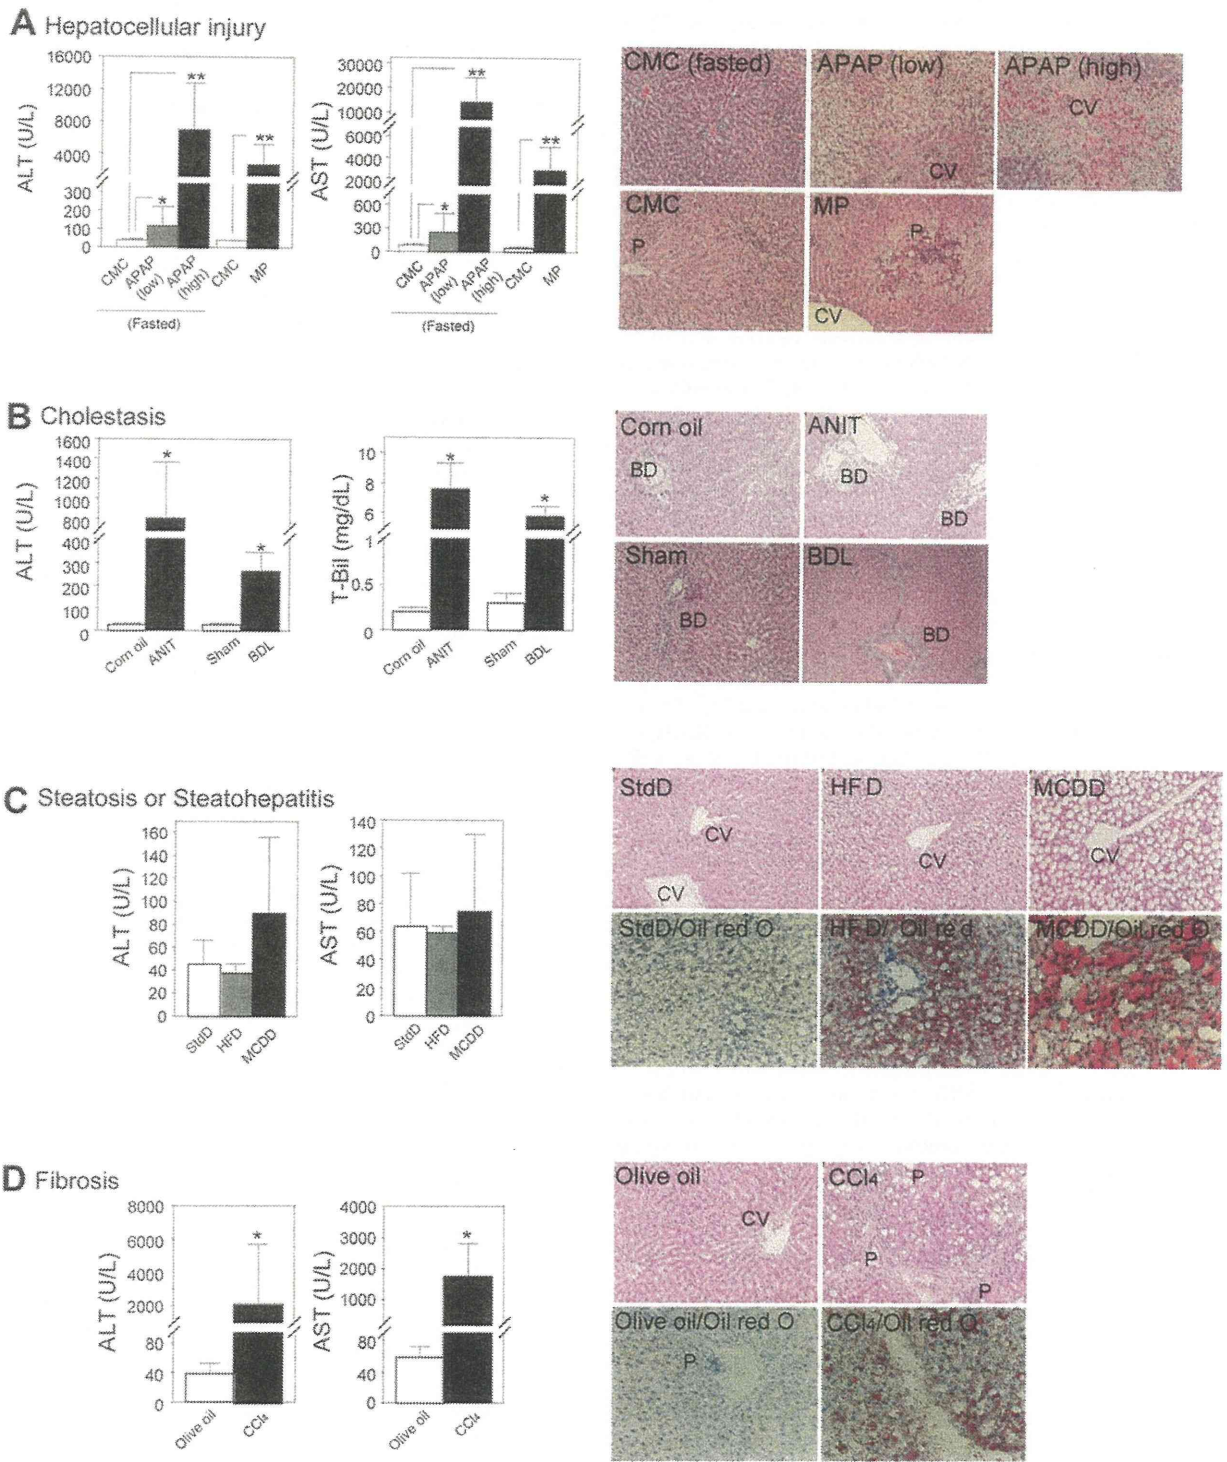 A Hepatocellular injury
ALT (U/L)
16000
12000
8000
4000
300
200
100
0
**
*
**
CMC
APAP (low)
APAP (high)
CMC
MP
(Fasted)
AST (U/L)
30000
20000
10000
6000
4000
2000
600
300
0
**
*
**
CMC
APAP (low)
APAP (high)
CMC
MP
(Fasted)
CMC (fasted)
APAP (low)
CV
APAP (high)
CV
CMC
P
MP
P
CV
B Cholestasis
ALT (U/L)
1600
1400
1200
1000
800
400
300
200
100
0
*
*
Corn oil
ANIT
Sham
BDL
T-Bil (mg/dL)
10
8
6
1
0.5
0
*
*
Corn oil
ANIT
Sham
BDL
Corn oil
BD
ANIT
BD
BD
Sham
BD
BDL
BD
C Steatosis or Steatohepatitis
ALT (U/L)
160
140
120
100
80
60
40
20
0
StdD
HFD
MCDD
AST (U/L)
140
120
100
80
60
40
20
0
StdD
HFD
MCDD
StdD
CV
CV
HFD
CV
MCDD
CV
StdD/Oil red O
HFD/ Oil red
MCDD/Oil red O
D Fibrosis
ALT (U/L)
8000
6000
4000
2000
80
40
0
*
Olive oil
CCl4
AST (U/L)
4000
3000
2000
1000
80
40
0
*
Olive oil
CCl4
Olive oil
CV
CCl4
P
P
P
Olive oil/Oil red O
P
CCl4/Oil red O